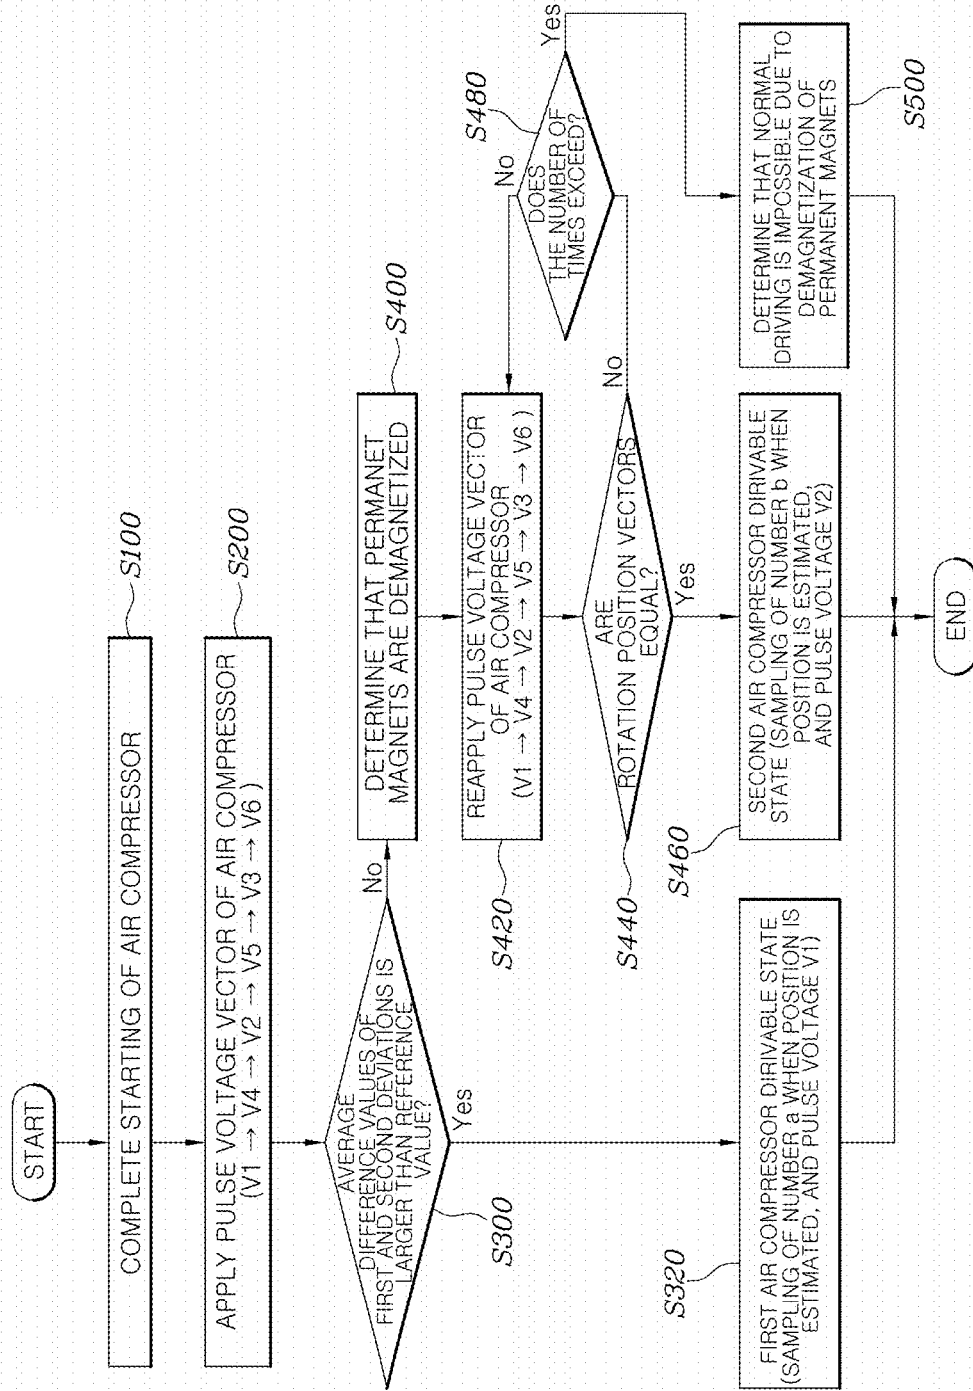 START
COMPLETE STARTING OF AIR COMPRESSOR
S100
APPLY PULSE VOLTAGE VECTOR OF AIR COMPRESSOR
(V1 → V4 → V2 → V5 → V3 → V6 )
S200
AVERAGE
DIFFERENCE VALUES OF
FIRST AND SECOND DEVIATIONS IS
LARGER THAN REFERENCE
VALUE?
S300
No
Yes
DETERMINE THAT PERMANET
MAGNETS ARE DEMAGNETIZED
S400
REAPPLY PULSE VOLTAGE VECTOR
OF AIR COMPRESSOR
(V1 → V4 → V2 → V5 → V3 → V6 )
S420
ARE
ROTATION POSITION VECTORS
EQUAL?
S440
No
Yes
DOES
THE NUMBER OF
TIMES EXCEED?
S480
No
Yes
FIRST AIR COMPRESSOR DIRIVABLE STATE
(SAMPLING OF NUMBER a WHEN POSITION IS
ESTIMATED, AND PULSE VOLTAGE V1)
S320
SECOND AIR COMPRESSOR DIRIVABLE
STATE (SAMPLING OF NUMBER b WHEN
POSITION IS ESTIMATED,
AND PULSE VOLTAGE V2)
S460
DETERMINE THAT NORMAL
DRIVING IS IMPOSSIBLE DUE TO
DEMAGNETIZATION OF
PERMANENT MAGNETS
S500
END